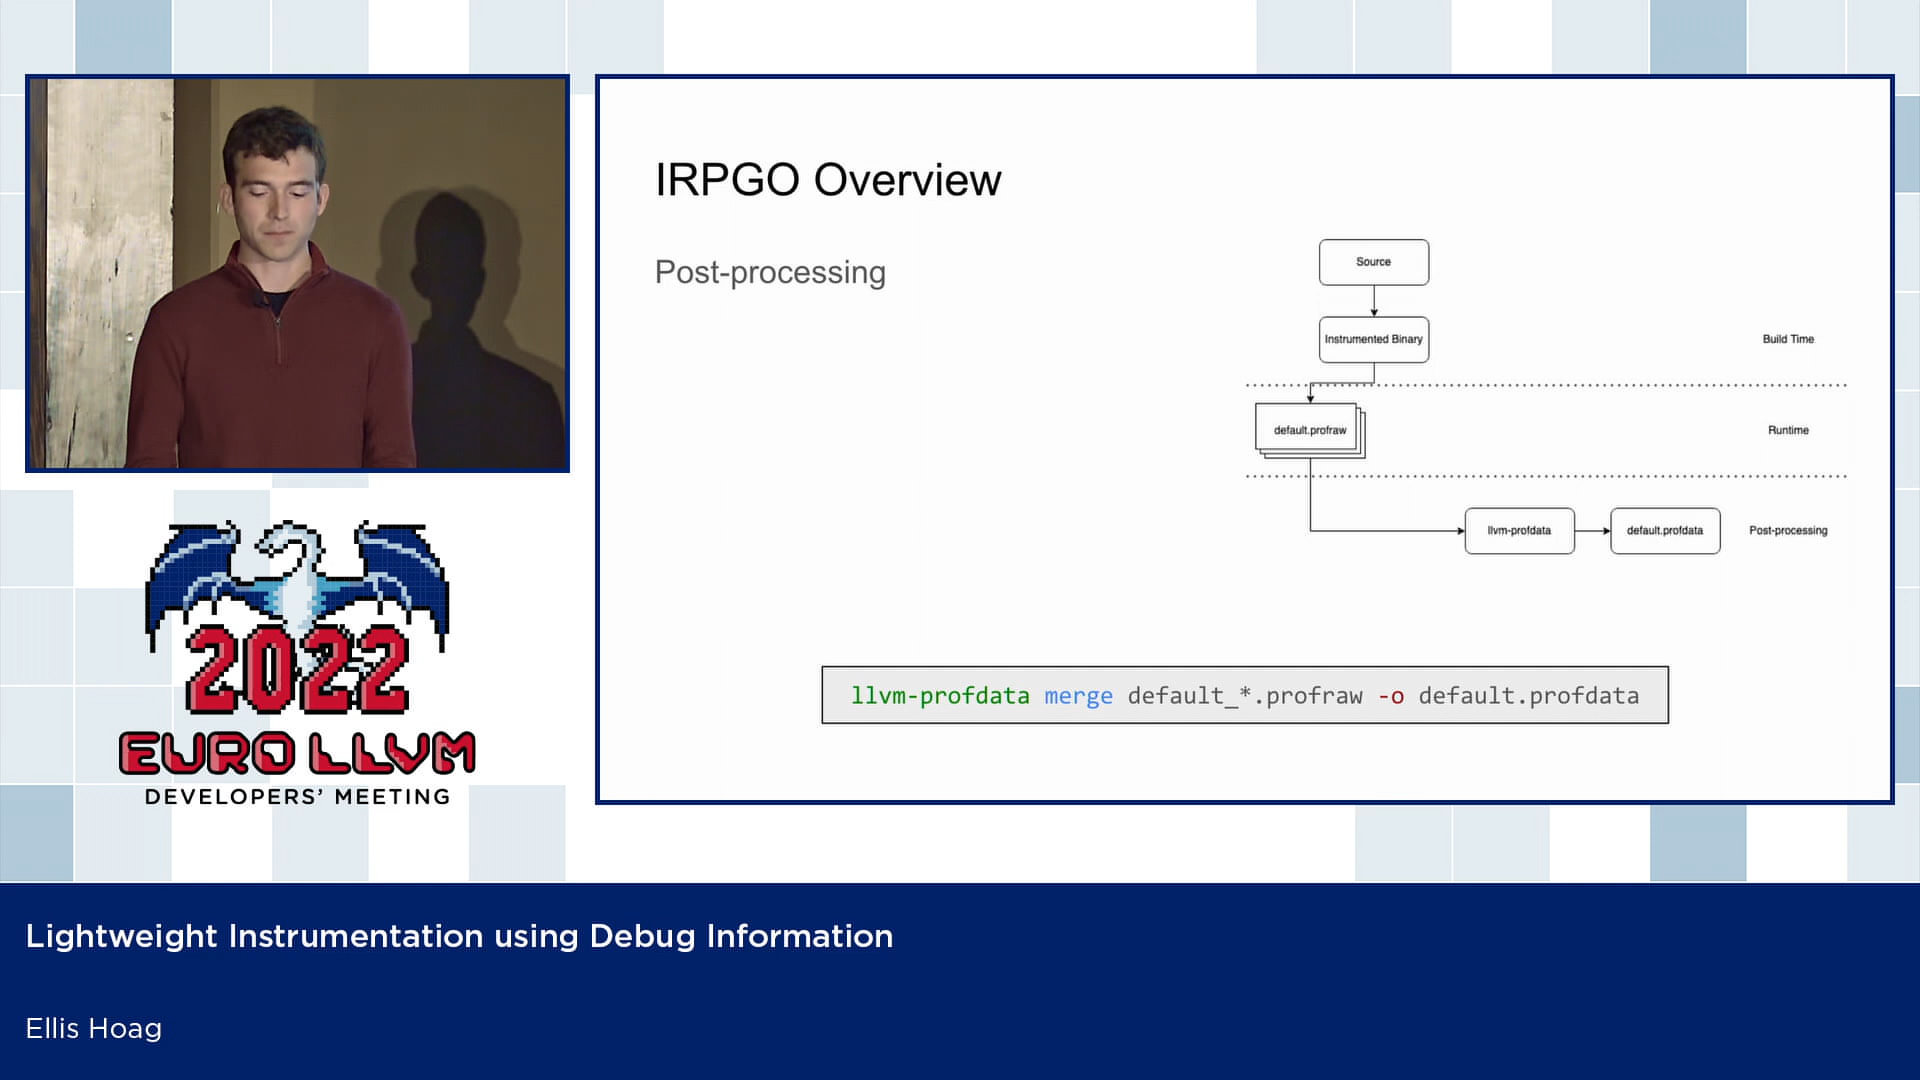 IRPGO Overview
Post-processing
Source
Instrumented Binary
Build Time
default.profraw
Runtime
llvm-profdata
default.profdata
Post-processing
llvm-profdata merge default_*.profraw -o default.profdata
2022
EURO LLVM
DEVELOPERS' MEETING
Lightweight Instrumentation using Debug Information
Ellis Hoag